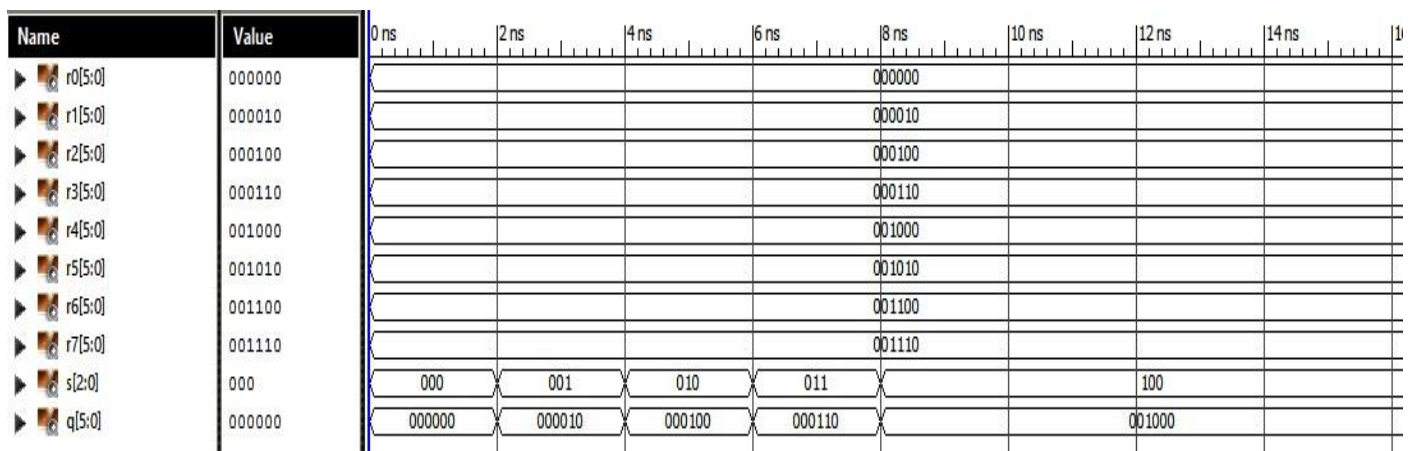 Name Value 0 ns 2 ns 4 ns 6 ns 8 ns 10 ns 12 ns 14 ns
r0[5:0] 000000 000000
r1[5:0] 000010 000010
r2[5:0] 000100 000100
r3[5:0] 000110 000110
r4[5:0] 001000 001000
r5[5:0] 001010 001010
r6[5:0] 001100 001100
r7[5:0] 001110 001110
s[2:0] 000 000 001 010 011 100
q[5:0] 000000 000000 000010 000100 000110 001000